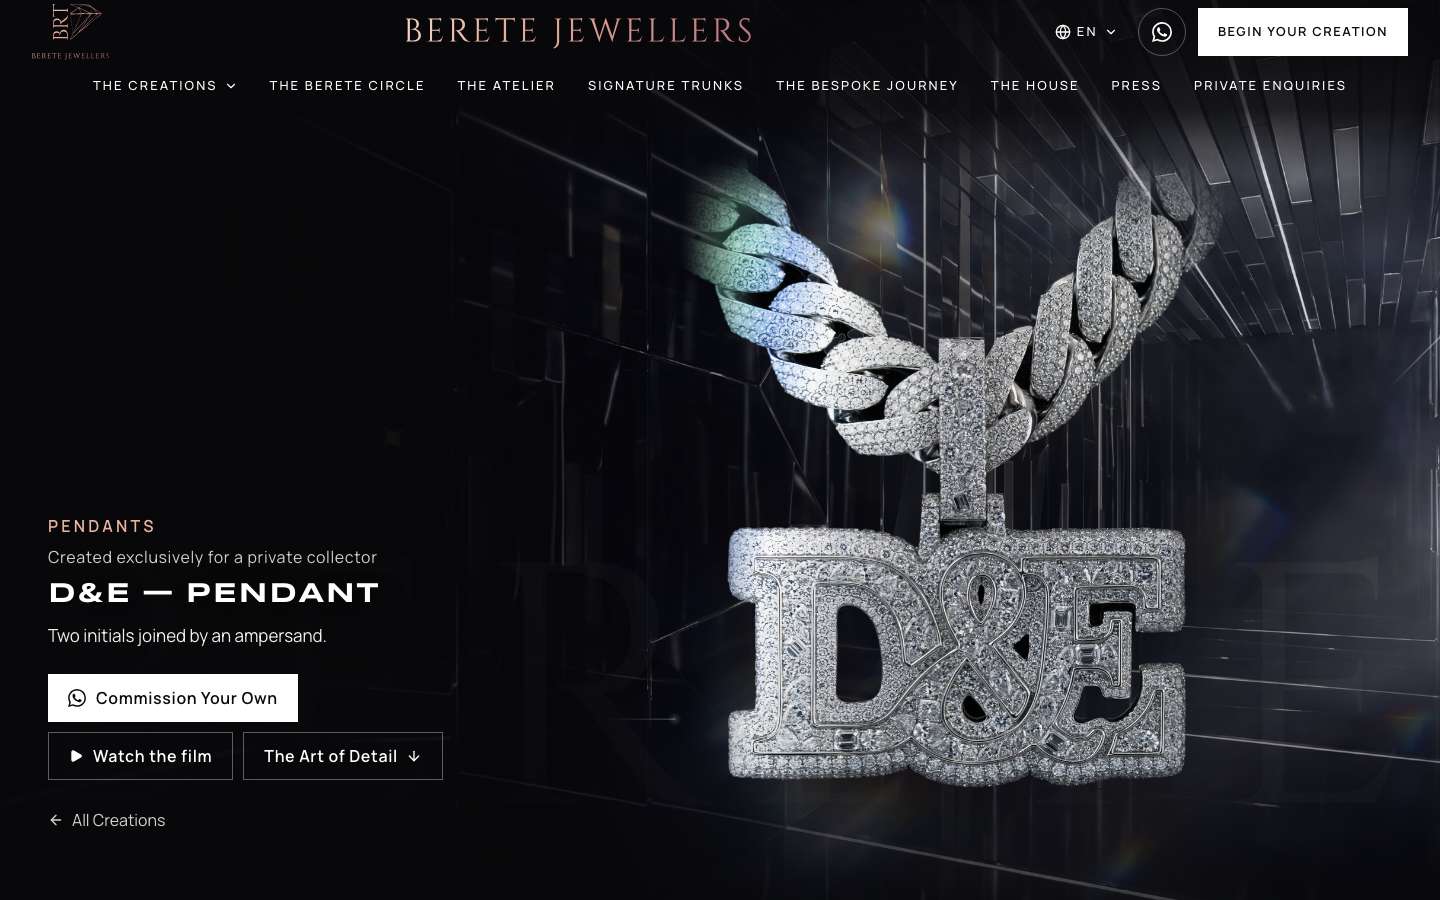 BRT
BERETE JEWELLERS
BERETE JEWELLERS
EN
BEGIN YOUR CREATION
THE CREATIONS
THE BERETE CIRCLE
THE ATELIER
SIGNATURE TRUNKS
THE BESPOKE JOURNEY
THE HOUSE
PRESS
PRIVATE ENQUIRIES
D&E
PENDANTS
Created exclusively for a private collector
D&E — PENDANT
Two initials joined by an ampersand.
Commission Your Own
Watch the film
The Art of Detail
All Creations